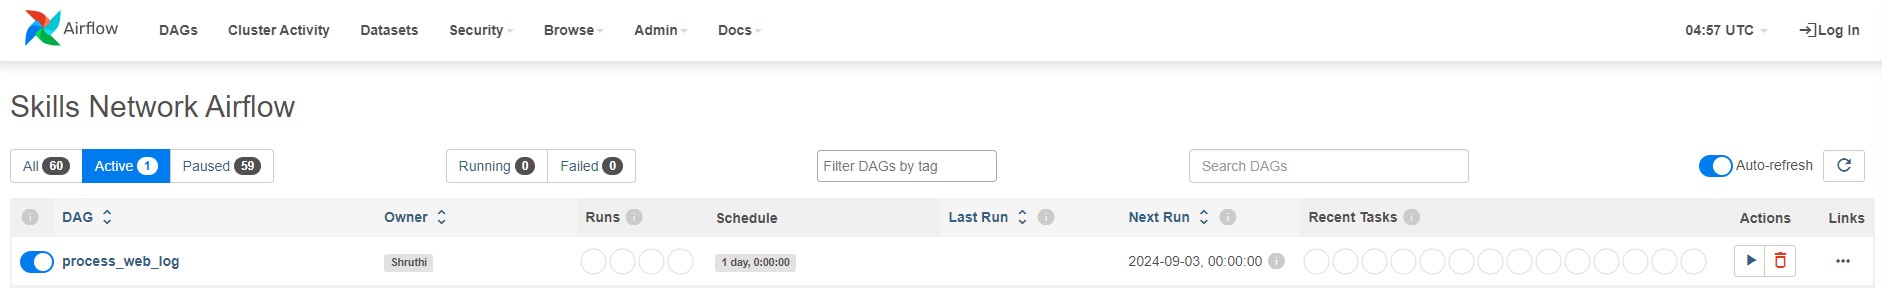 Airflow DAGs Cluster Activity Datasets Security Browse Admin Docs 04:57 UTC Log In
Skills Network Airflow
All 60 Active 1 Paused 59 Running 0 Failed 0 Filter DAGs by tag Search DAGs Auto-refresh
i DAG Owner Runs i Schedule Last Run i Next Run i Recent Tasks i Actions Links
process_web_log Shruthi 1 day, 0:00:00 2024-09-03, 00:00:00 i